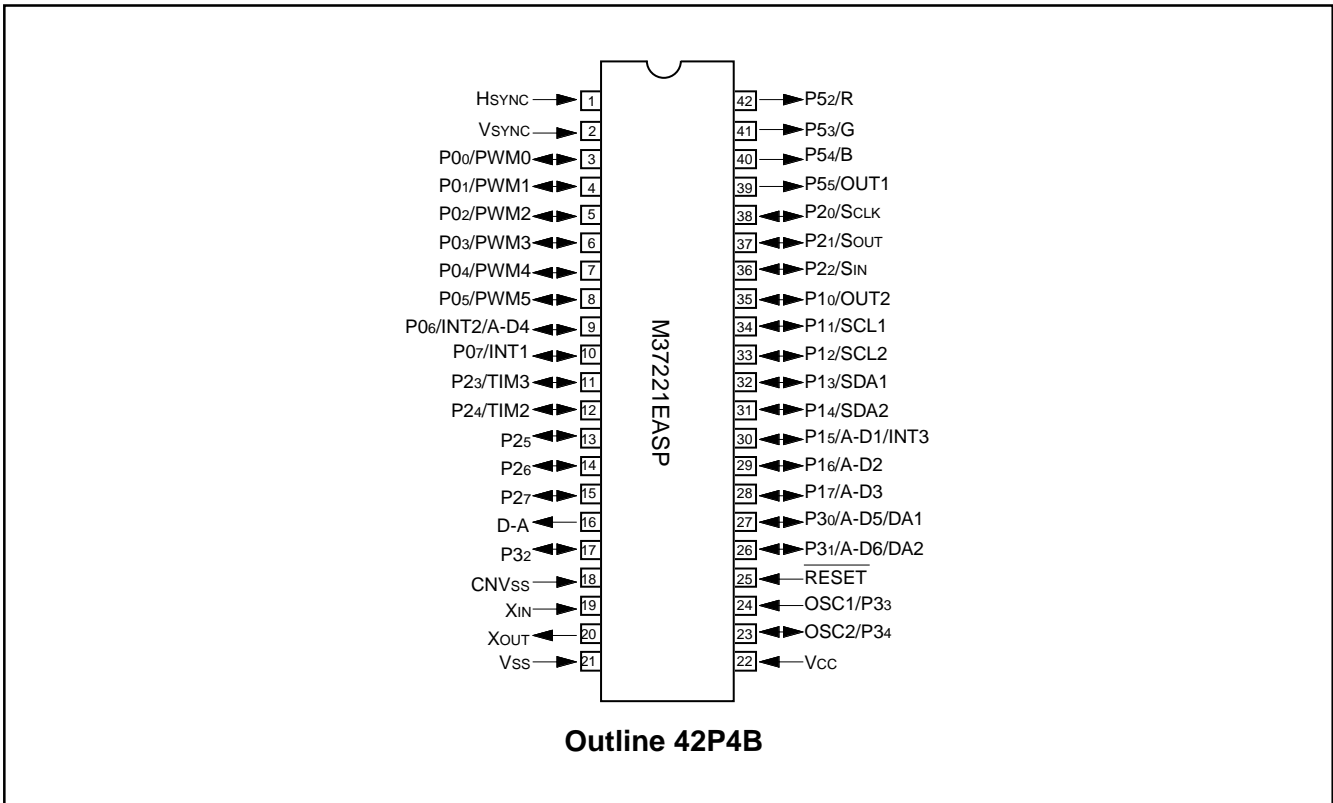 HSYNC 1
VSYNC 2
P00/PWM0 3
P01/PWM1 4
P02/PWM2 5
P03/PWM3 6
P04/PWM4 7
P05/PWM5 8
P06/INT2/A-D4 9
P07/INT1 10
P23/TIM3 11
P24/TIM2 12
P25 13
P26 14
P27 15
D-A 16
P32 17
CNVSS 18
XIN 19
XOUT 20
VSS 21
M37221EASP
42 P52/R
41 P53/G
40 P54/B
39 P55/OUT1
38 P20/SCLK
37 P21/SOUT
36 P22/SIN
35 P10/OUT2
34 P11/SCL1
33 P12/SCL2
32 P13/SDA1
31 P14/SDA2
30 P15/A-D1/INT3
29 P16/A-D2
28 P17/A-D3
27 P30/A-D5/DA1
26 P31/A-D6/DA2
25 RESET
24 OSC1/P33
23 OSC2/P34
22 VCC
Outline 42P4B